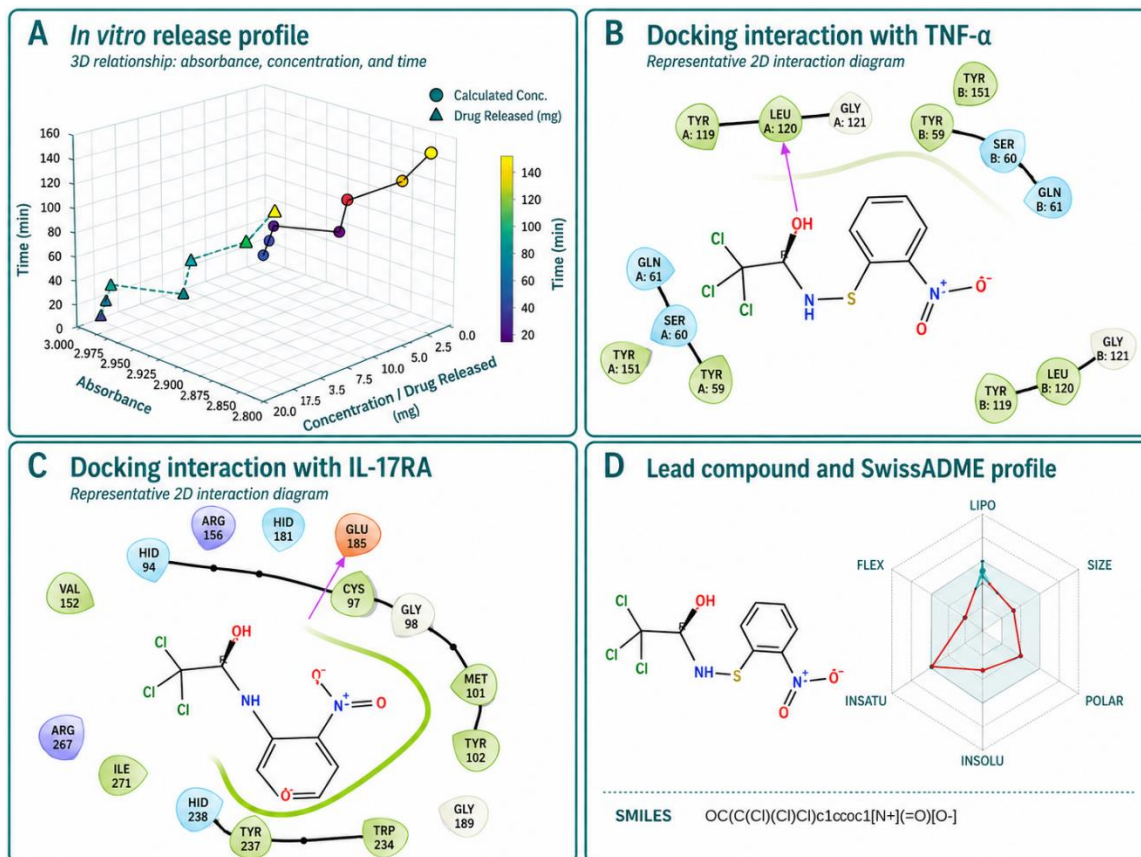 A In vitro release profile
3D relationship: absorbance, concentration, and time
Calculated Conc.
Drug Released (mg)
160
140
120
100
80
60
40
20
0
Time (min)
3.000
2.975
2.950
2.925
2.900
2.875
2.850
2.800
Absorbance
20.0
17.5
3.5
7.5
10.0
5.0
2.5
0.0
Concentration / Drug Released
(mg)
140
120
100
80
60
40
20
Time (min)
B Docking interaction with TNF-α
Representative 2D interaction diagram
TYR
A: 119
LEU
A: 120
GLY
A: 121
TYR
B: 151
TYR
B: 59
SER
B: 60
GLN
B: 61
OH
Cl
Cl
Cl
R
N
H
S
N+
O-
O
GLN
A: 61
SER
A: 60
TYR
A: 151
TYR
A: 59
GLY
B: 121
LEU
B: 120
TYR
B: 119
C Docking interaction with IL-17RA
Representative 2D interaction diagram
ARG
156
HID
181
GLU
185
HID
94
CYS
97
VAL
152
GLY
98
OH
Cl
Cl
Cl
NH
O-
N+
O
O-
MET
101
TYR
102
ARG
267
ILE
271
HID
238
TYR
237
TRP
234
GLY
189
D Lead compound and SwissADME profile
OH
Cl
Cl
Cl
NH
S
N+
O-
O
LIPO
FLEX
SIZE
INSATU
POLAR
INSOLU
SMILES OC(C(Cl)(Cl)Cl)c1ccoc1[N+](=O)[O-]